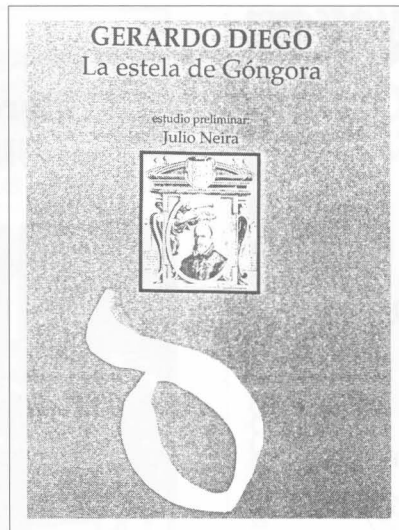 GERARDO DIEGO
La estela de Góngora
estudio preliminar:
Julio Neira